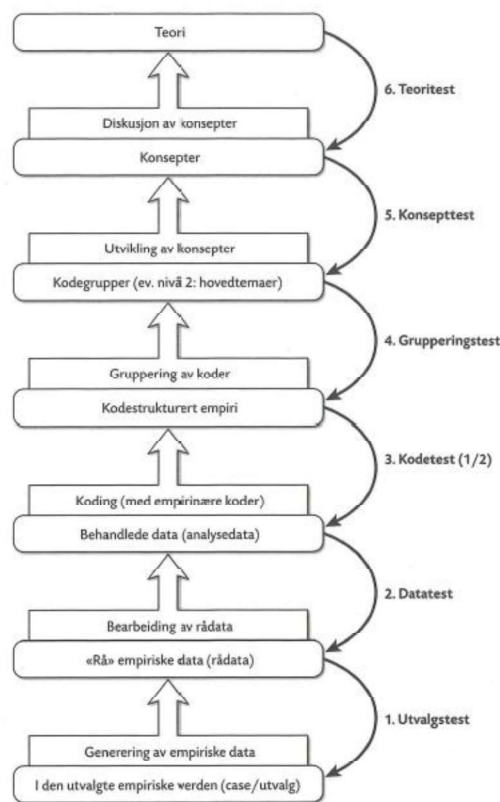 Teori
6. Teoritest
Diskusjon av konsepter
Konsepter
5. Konsepttest
Utvikling av konsepter
Kodegrupper (ev. nivå 2: hovedtemaer)
4. Grupperingstest
Gruppering av koder
Kodestrukturert empiri
3. Kodetest (1/2)
Koding (med empirinære koder)
Behandlede data (analysedata)
2. Datatest
Bearbeiding av rådata
«Rå» empiriske data (rådata)
1. Utvalgstest
Generering av empiriske data
I den utvalgte empiriske werden (case/utvalg)